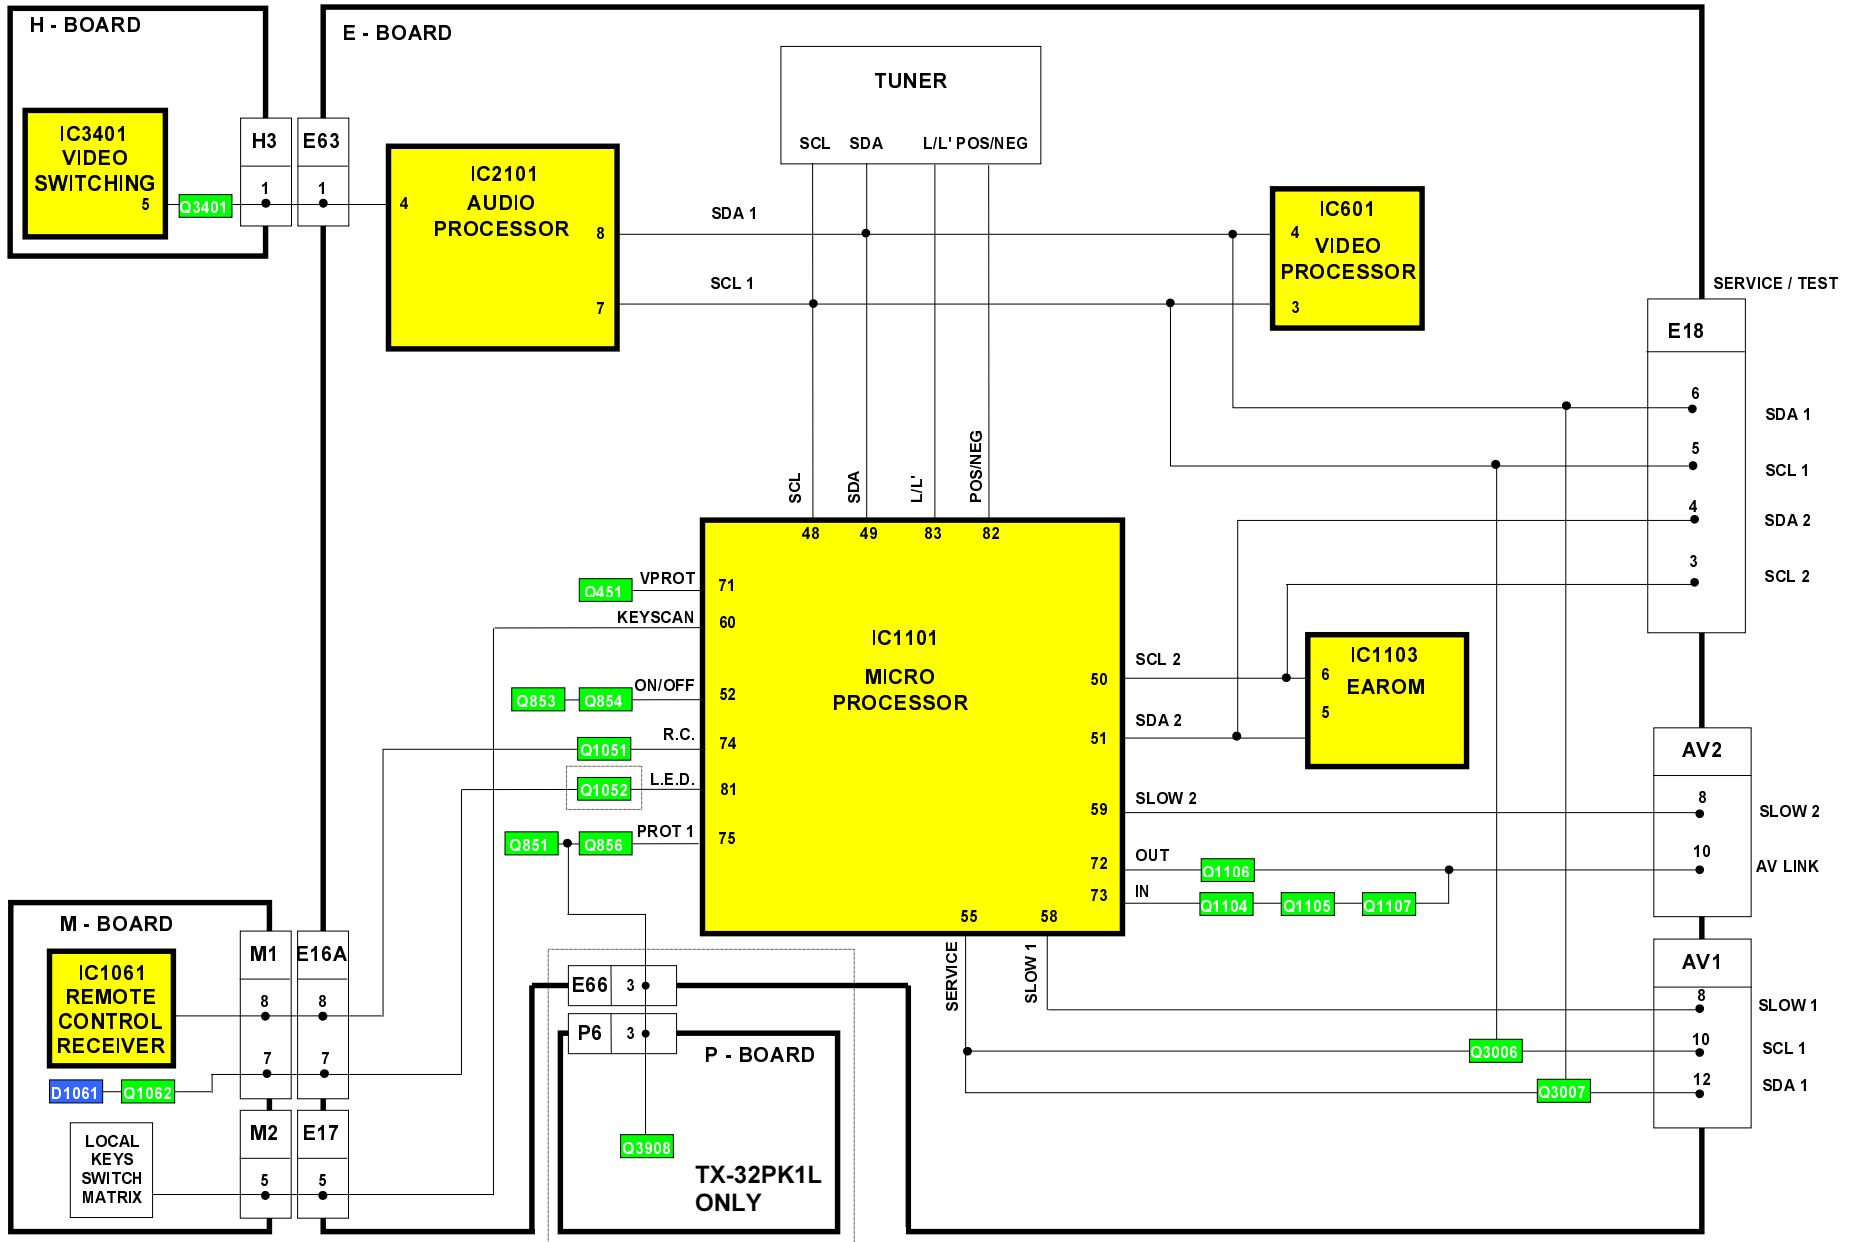 H - BOARD
IC3401
VIDEO
SWITCHING
5
Q3401
H3
1
E63
1
E - BOARD
TUNER
SCL SDA L/L' POS/NEG
IC2101
AUDIO
PROCESSOR
4
8
7
SDA 1
SCL 1
IC601
VIDEO
PROCESSOR
4
3
SERVICE / TEST
E18
6
SDA 1
5
SCL 1
4
SDA 2
3
SCL 2
SCL
SDA
L/L'
POS/NEG
48 49 83 82
IC1101
MICRO
PROCESSOR
Q451
VPROT
71
KEYSCAN
60
Q853
Q854
ON/OFF
52
Q1051
R.C.
74
Q1052
L.E.D.
81
Q851
Q856
PROT 1
75
50
SCL 2
51
SDA 2
IC1103
EAROM
6
5
59
SLOW 2
72
OUT
Q1106
73
IN
Q1104
Q1105
Q1107
55
58
SERVICE
SLOW 1
AV2
8
SLOW 2
10
AV LINK
AV1
8
SLOW 1
10
SCL 1
12
SDA 1
Q3006
Q3007
M - BOARD
IC1061
REMOTE
CONTROL
RECEIVER
D1061
Q1062
M1
8
7
E16A
8
7
LOCAL
KEYS
SWITCH
MATRIX
M2
5
E17
5
E66
3
P6
3
P - BOARD
Q3908
TX-32PK1L
ONLY